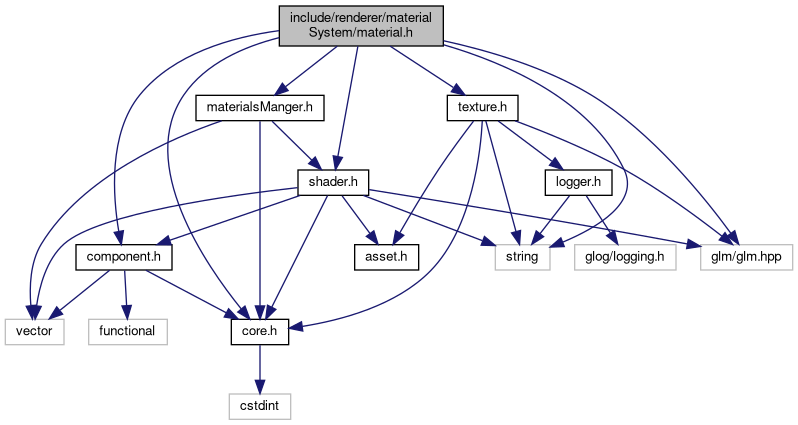 include/renderer/material
System/material.h
materialsManger.h
texture.h
shader.h
logger.h
component.h
asset.h
string
glog/logging.h
glm/glm.hpp
vector
functional
core.h
cstdint